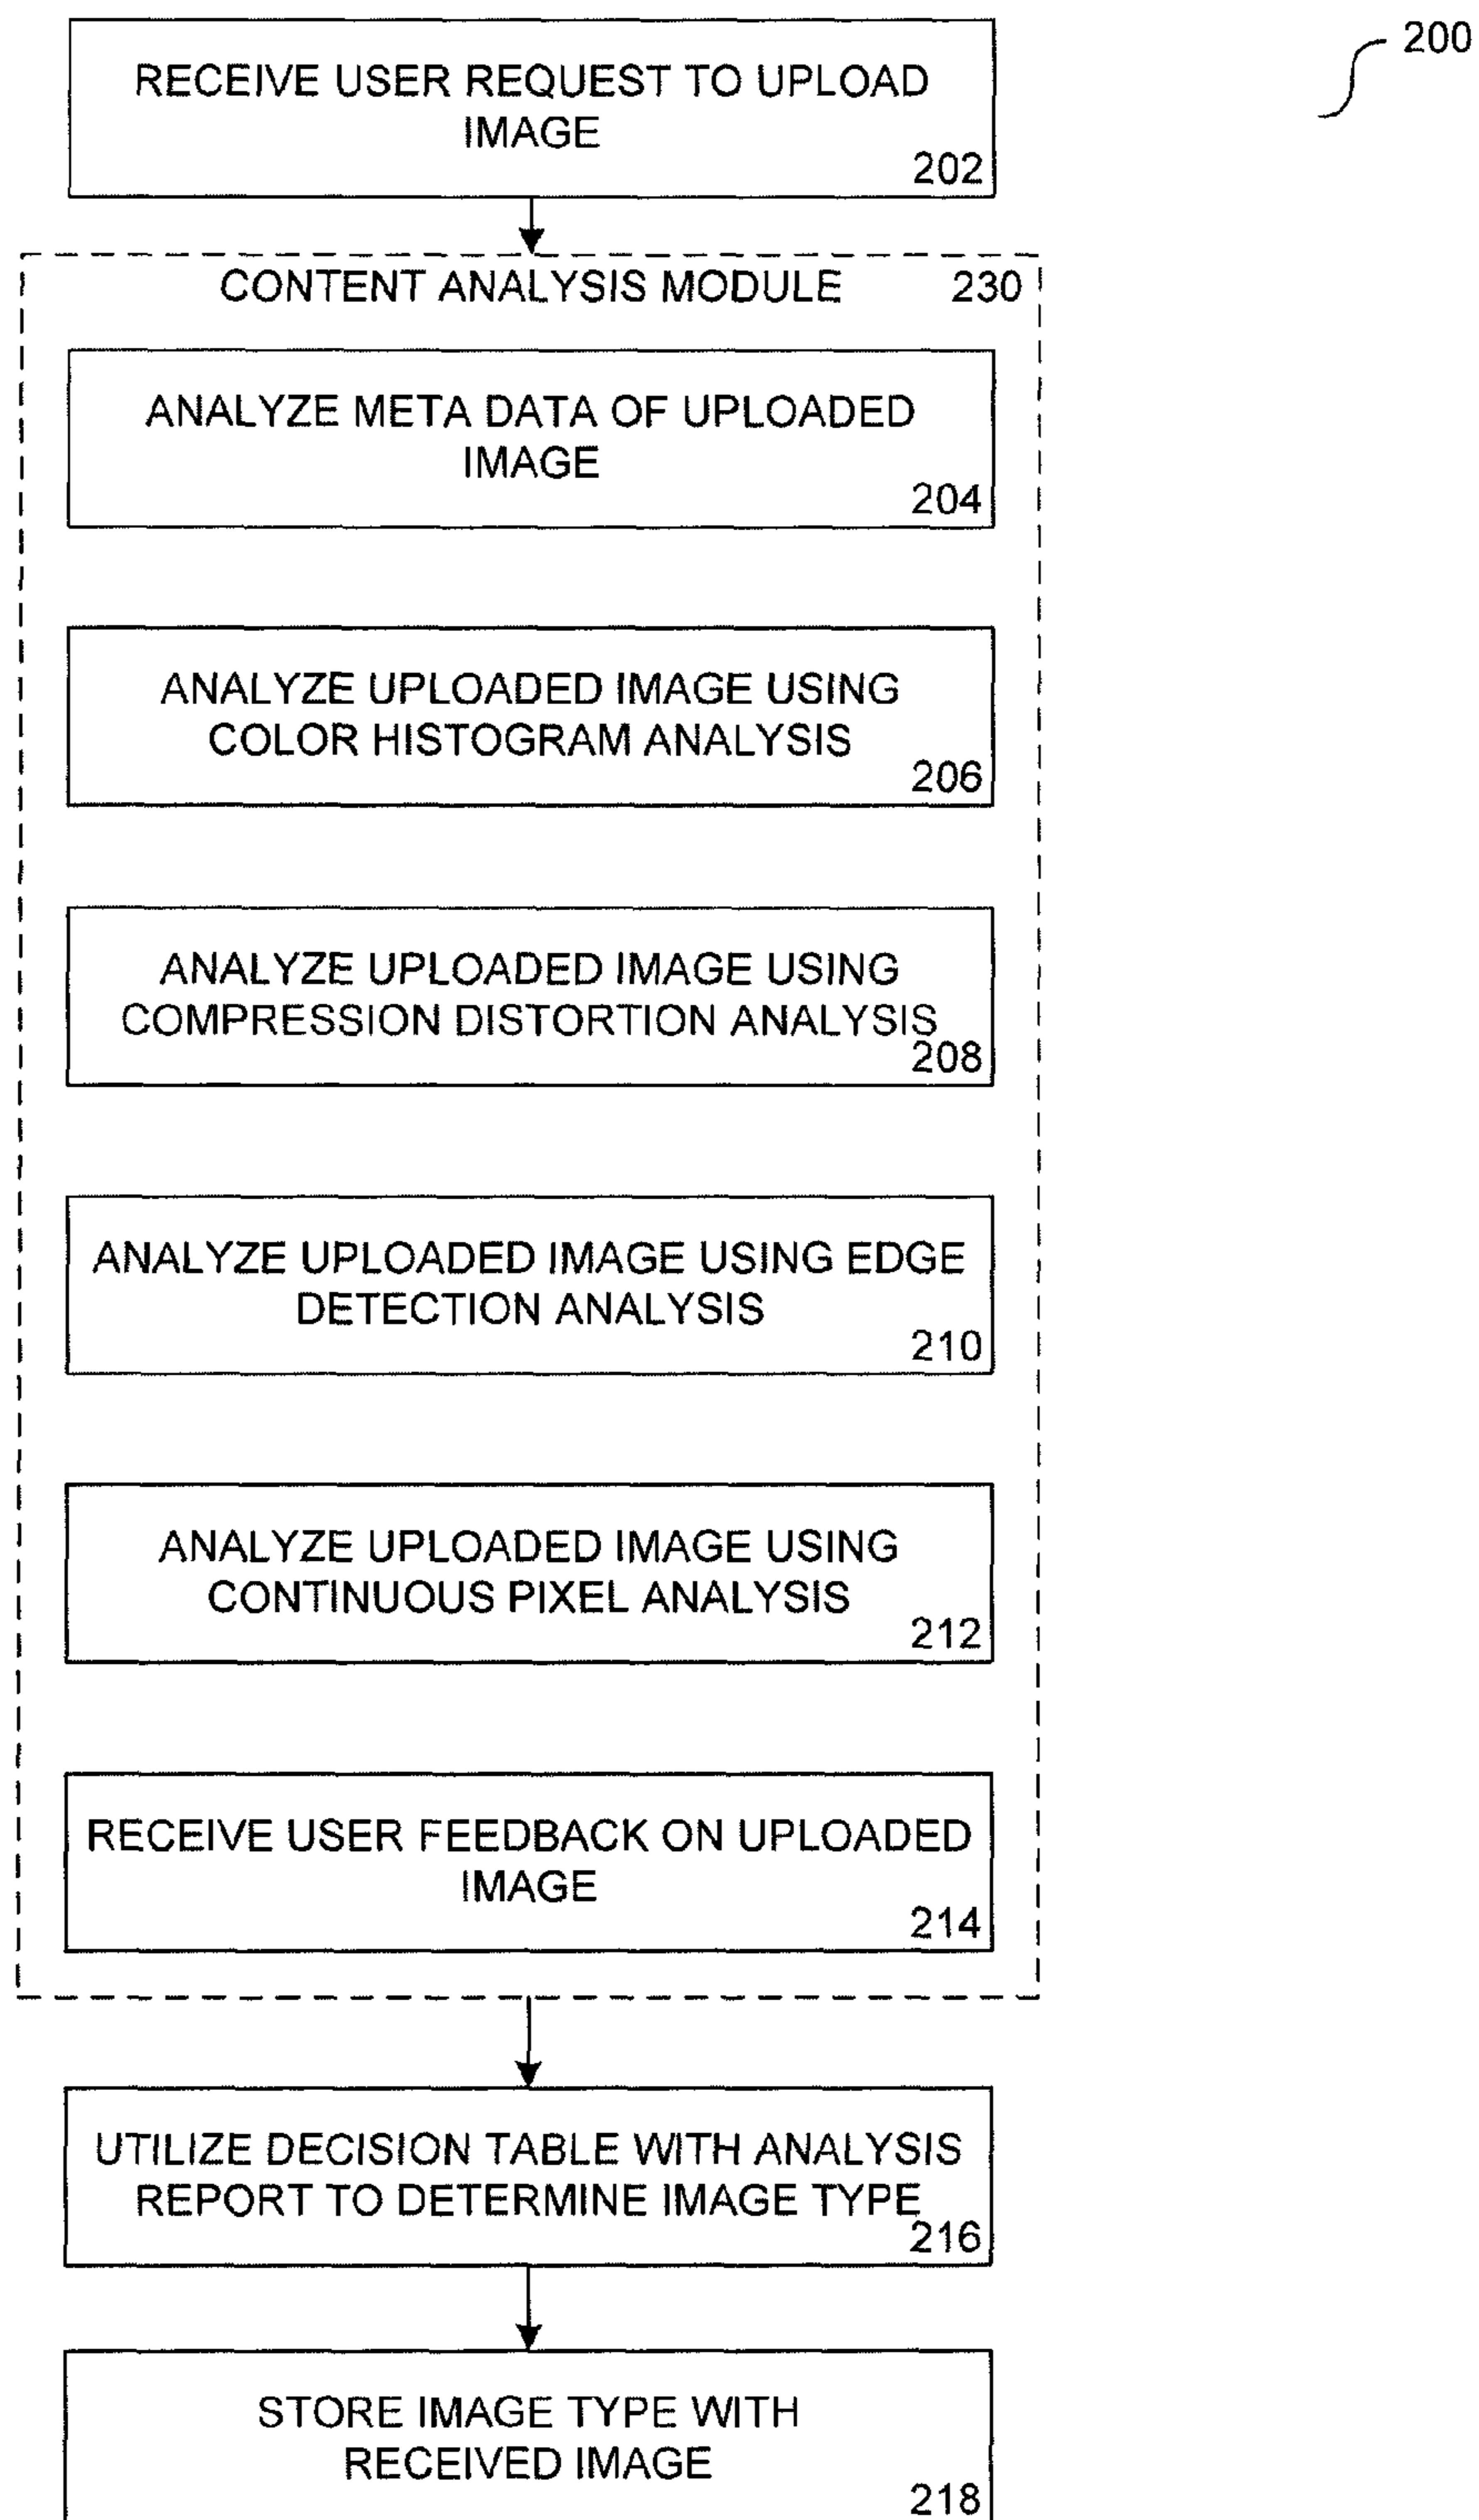 200
RECEIVE USER REQUEST TO UPLOAD
IMAGE
202
CONTENT ANALYSIS MODULE 230
ANALYZE META DATA OF UPLOADED
IMAGE
204
ANALYZE UPLOADED IMAGE USING
COLOR HISTOGRAM ANALYSIS
206
ANALYZE UPLOADED IMAGE USING
COMPRESSION DISTORTION ANALYSIS
208
ANALYZE UPLOADED IMAGE USING EDGE
DETECTION ANALYSIS
210
ANALYZE UPLOADED IMAGE USING
CONTINUOUS PIXEL ANALYSIS
212
RECEIVE USER FEEDBACK ON UPLOADED
IMAGE
214
UTILIZE DECISION TABLE WITH ANALYSIS
REPORT TO DETERMINE IMAGE TYPE
216
STORE IMAGE TYPE WITH
RECEIVED IMAGE
218